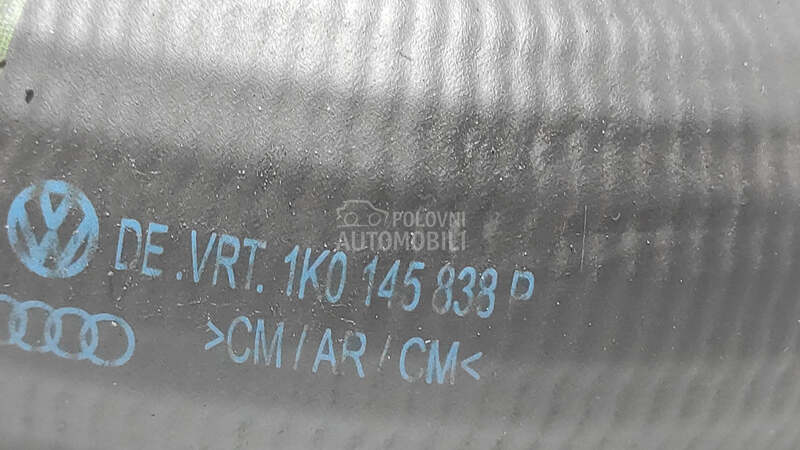 POLOVNI
AUTOMOBILI
DE.VRT. 1K0 145 838 P
>CM/AR/CM<